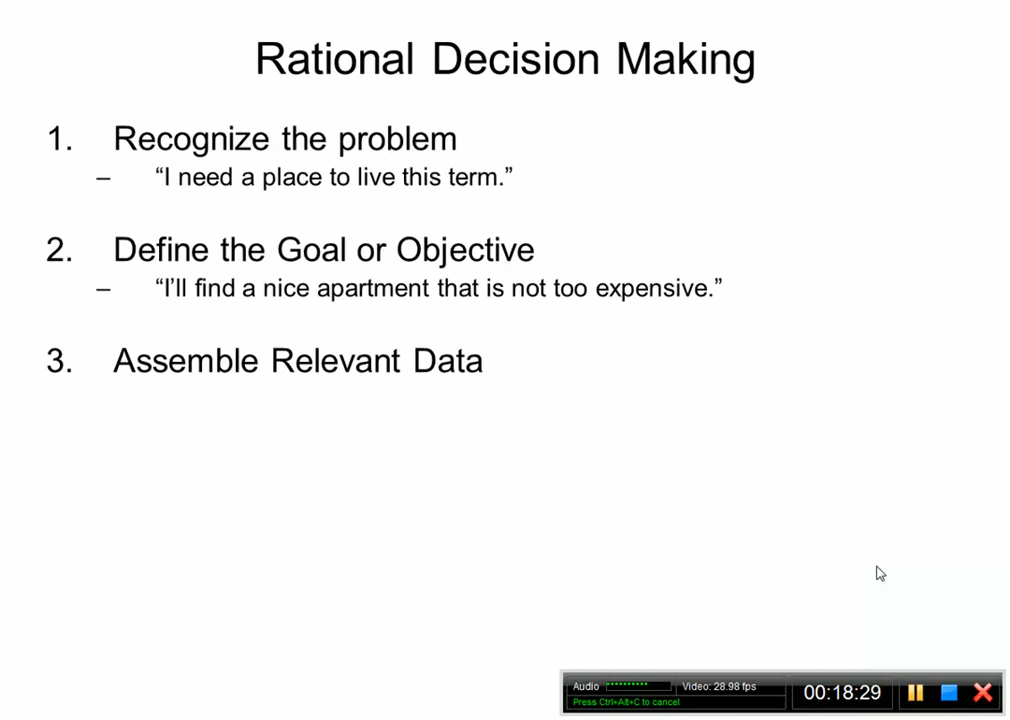 Rational Decision Making
1. Recognize the problem
– “I need a place to live this term.”
2. Define the Goal or Objective
– “I’ll find a nice apartment that is not too expensive.”
3. Assemble Relevant Data
Audio Video: 28.98 fps
Press Ctrl+Alt+C to cancel
00:18:29